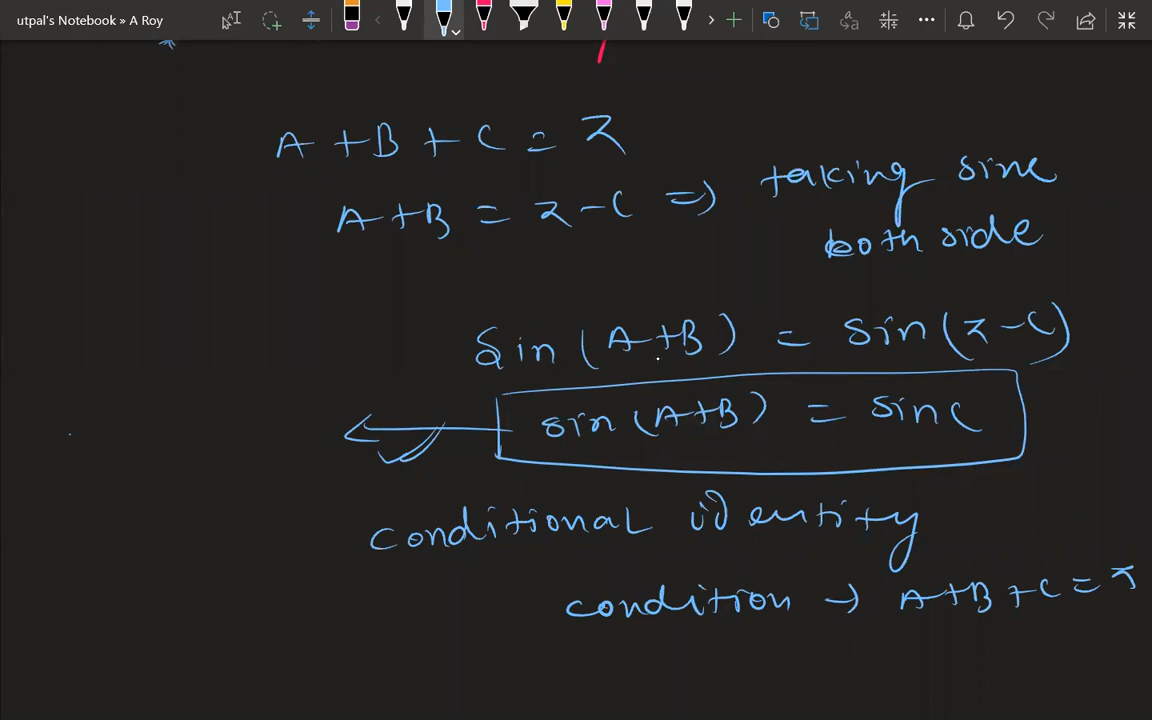 utpal's Notebook » A Roy
A + B + C = π
A + B = π - C => taking sine
both side
Sin (A+B) = Sin (π - C)
sin (A+B) = sin C
conditional identity
condition → A+B+C = π